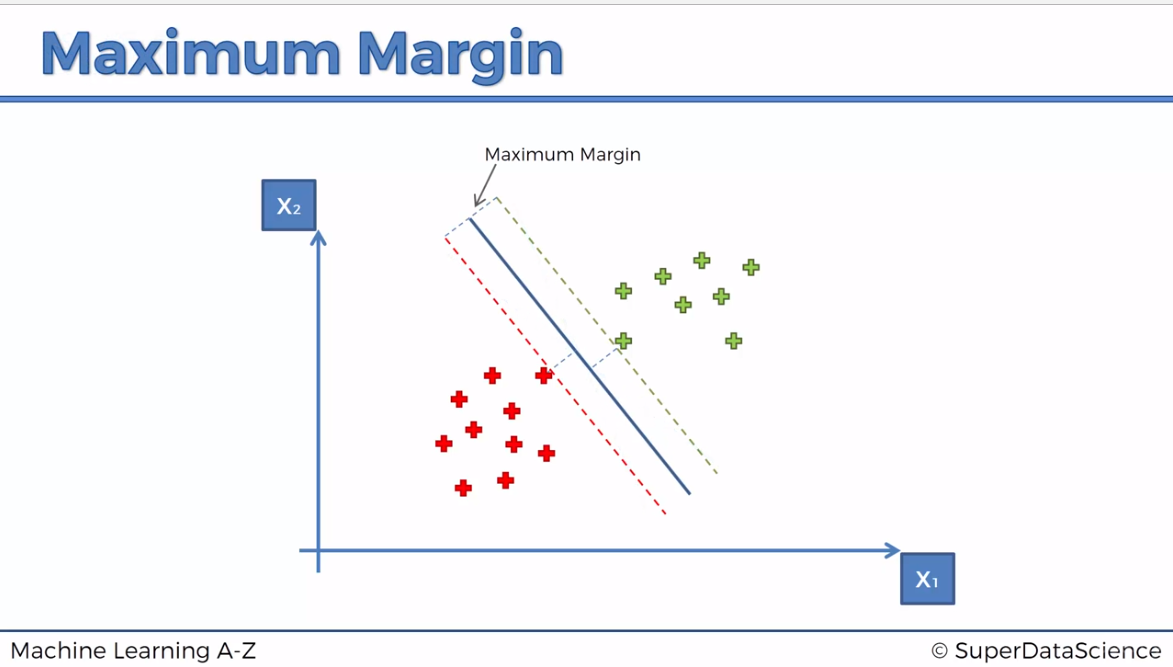 Maximum Margin
Maximum Margin
X₂
X₁
Machine Learning A-Z
© SuperDataScience